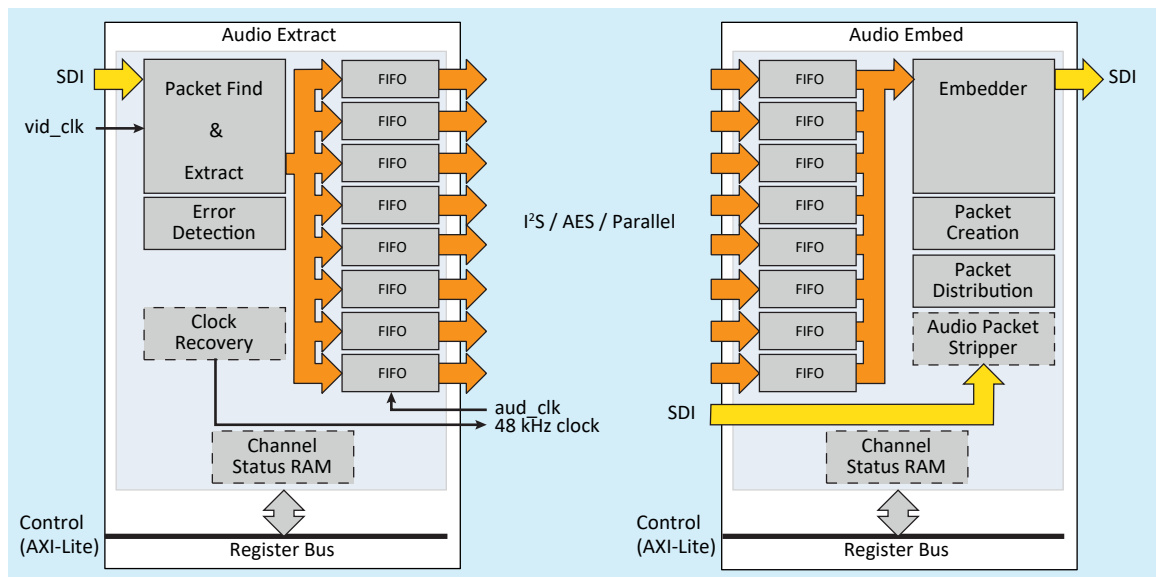 Audio Extract
SDI
vid_clk
Packet Find
&
Extract
Error
Detection
Clock
Recovery
FIFO
FIFO
FIFO
FIFO
FIFO
FIFO
FIFO
FIFO
aud_clk
48 kHz clock
Channel
Status RAM
Control
(AXI-Lite)
Register Bus
I²S / AES / Parallel
Audio Embed
FIFO
FIFO
FIFO
FIFO
FIFO
FIFO
FIFO
FIFO
Embedder
SDI
Packet
Creation
Packet
Distribution
Audio Packet
Stripper
SDI
Channel
Status RAM
Control
(AXI-Lite)
Register Bus